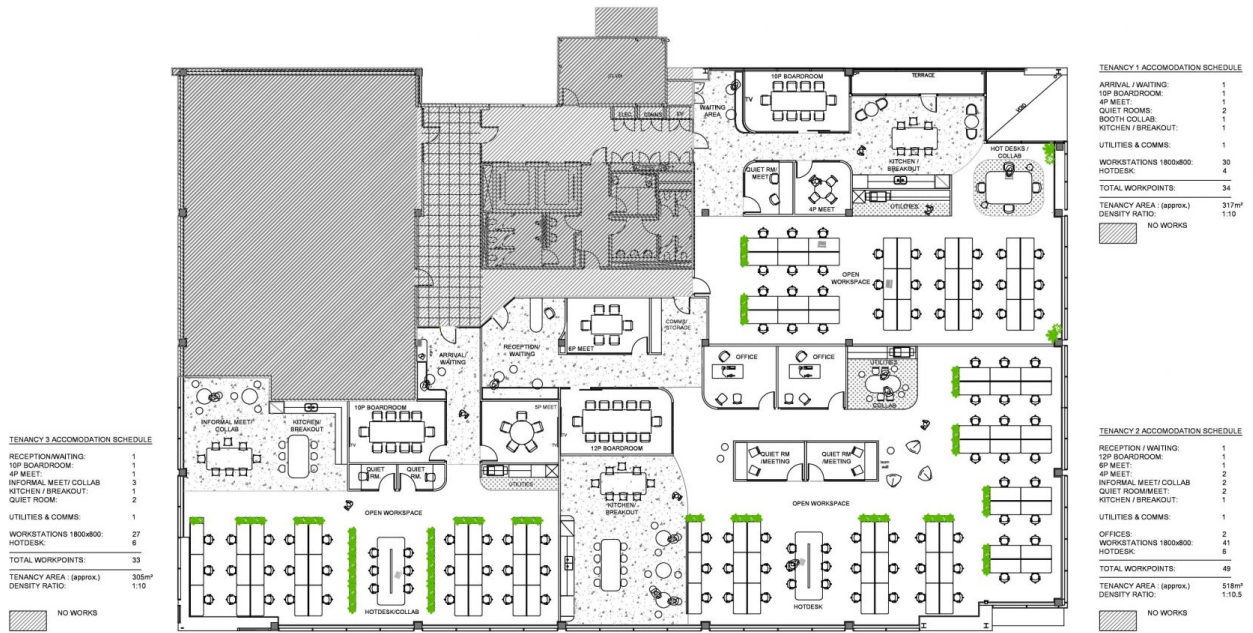 TENANCY 1 ACCOMODATION SCHEDULE
ARRIVAL / WAITING: 1
10P BOARDROOM: 1
4P MEET: 1
QUIET ROOMS: 2
BOOTH COLLAB: 1
KITCHEN / BREAKOUT: 1
UTILITIES & COMMS: 1
WORKSTATIONS 1800x800: 30
HOTDESK: 4
TOTAL WORKPOINTS: 34
TENANCY AREA : (approx.) 317m²
DENSITY RATIO: 1:10
NO WORKS
ELEC.
COMMS
WAITING
AREA
TV
10P BOARDROOM
TERRACE
VOID
KITCHEN /
BREAKOUT
HOT DESKS /
COLLAB
QUIET RM/
MEET
4P MEET
UTILITIES
OPEN
WORKSPACE
ARRIVAL/
WAITING
RECEPTION/
WAITING
6P MEET
COMMS/
STORAGE
OFFICE
OFFICE
UTILITIES
COLLAB
INFORMAL MEET/
COLLAB
KITCHEN/
BREAKOUT
10P BOARDROOM
TV
5P MEET
TV
TV
12P BOARDROOM
QUIET
RM.
QUIET
RM.
UTILITIES
QUIET RM
/MEETING
QUIET RM
/MEETING
OPEN WORKSPACE
KITCHEN/
BREAKOUT
OPEN WORKSPACE
HOTDESK/COLLAB
HOTDESK
TENANCY 3 ACCOMODATION SCHEDULE
RECEPTION/WAITING: 1
10P BOARDROOM: 1
4P MEET: 1
INFORMAL MEET/ COLLAB 3
KITCHEN / BREAKOUT: 1
QUIET ROOM: 2
UTILITIES & COMMS: 1
WORKSTATIONS 1800x800: 27
HOTDESK: 6
TOTAL WORKPOINTS: 33
TENANCY AREA : (approx.) 305m²
DENSITY RATIO: 1:10
NO WORKS
TENANCY 2 ACCOMODATION SCHEDULE
RECEPTION / WAITING: 1
12P BOARDROOM: 1
6P MEET: 1
4P MEET: 2
INFORMAL MEET/ COLLAB 2
QUIET ROOM/MEET: 2
KITCHEN / BREAKOUT: 1
UTILITIES & COMMS: 1
OFFICES: 2
WORKSTATIONS 1800x800: 41
HOTDESK: 6
TOTAL WORKPOINTS: 49
TENANCY AREA : (approx.) 518m²
DENSITY RATIO: 1:10.5
NO WORKS